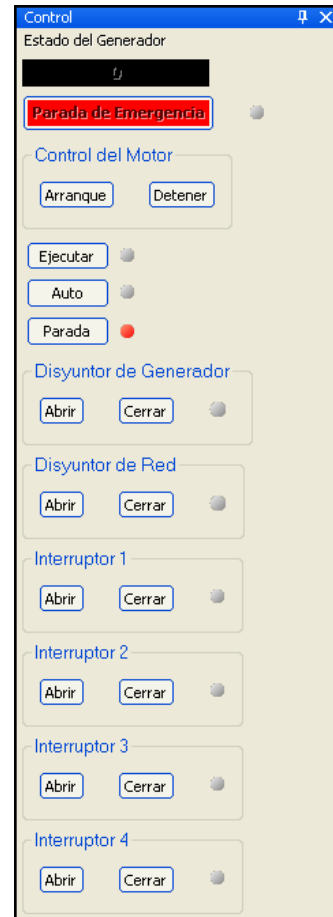 Control
Estado del Generador
0
Parada de Emergencia
Control del Motor
Arranque Detener
Ejecutar
Auto
Parada
Disyuntor de Generador
Abrir Cerrar
Disyuntor de Red
Abrir Cerrar
Interruptor 1
Abrir Cerrar
Interruptor 2
Abrir Cerrar
Interruptor 3
Abrir Cerrar
Interruptor 4
Abrir Cerrar